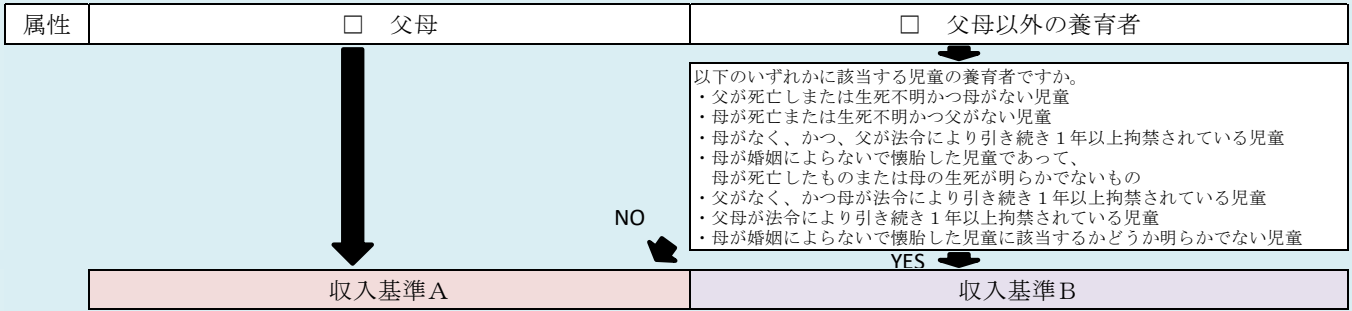 属性
□ 父母
□ 父母以外の養育者
以下のいずれかに該当する児童の養育者ですか。
・父が死亡しまたは生死不明かつ母がない児童
・母が死亡または生死不明かつ父がない児童
・母がなく、かつ、父が法令により引き続き１年以上拘禁されている児童
・母が婚姻によらないで懐胎した児童であって、
母が死亡したものまたは母の生死が明らかでないもの
・父がなく、かつ母が法令により引き続き１年以上拘禁されている児童
・父母が法令により引き続き１年以上拘禁されている児童
・母が婚姻によらないで懐胎した児童に該当するかどうか明らかでない児童
NO
YES
収入基準Ａ
収入基準Ｂ